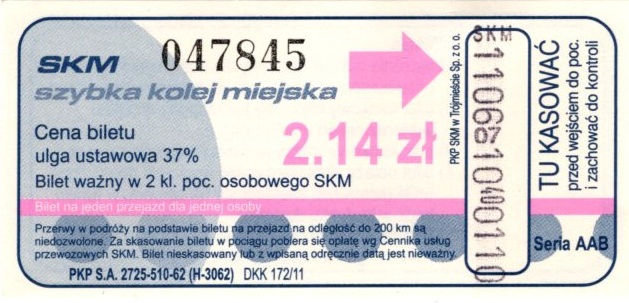 SKM 047845
szybka kolej miejska
Cena biletu
ulga ustawowa 37%
2.14 zł
Bilet ważny w 2 kl. poc. osobowego SKM
Bilet na jeden przejazd dla jednej osoby
Przerwy w podróży na podstawie biletu na przejazd na odległość do 200 km są
niedozwolone. Za skasowanie biletu w pociągu pobiera się opłatę wg Cennika usług
przewozowych SKM. Bilet nieskasowany lub z wpisaną odręcznie datą jest nieważny.
PKP S.A. 2725-510-62 (H-3062) DKK 172/11
PKP SKM w Trójmieście Sp. z o.o.
SKM
TU KASOWAĆ
przed wejściem do poc.
i zachować do kontroli
Seria AAB